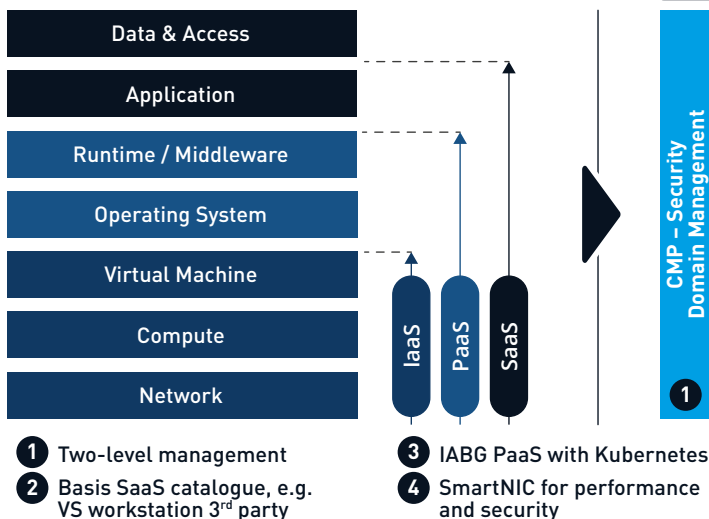 Data & Access
Application
Runtime / Middleware
Operating System
Virtual Machine
Compute
Network
IaaS
PaaS
SaaS
CMP – Security
Domain Management
1
1 Two-level management
2 Basis SaaS catalogue, e.g.
VS workstation 3rd party
3 IABG PaaS with Kubernetes
4 SmartNIC for performance
and security